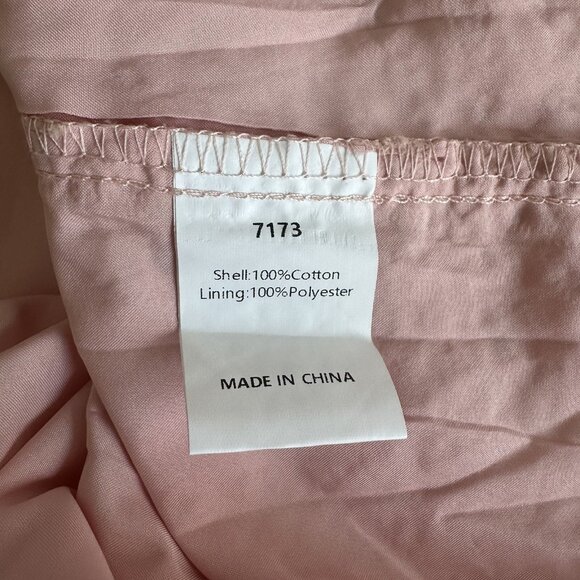 7173
Shell:100%Cotton
Lining:100%Polyester
MADE IN CHINA